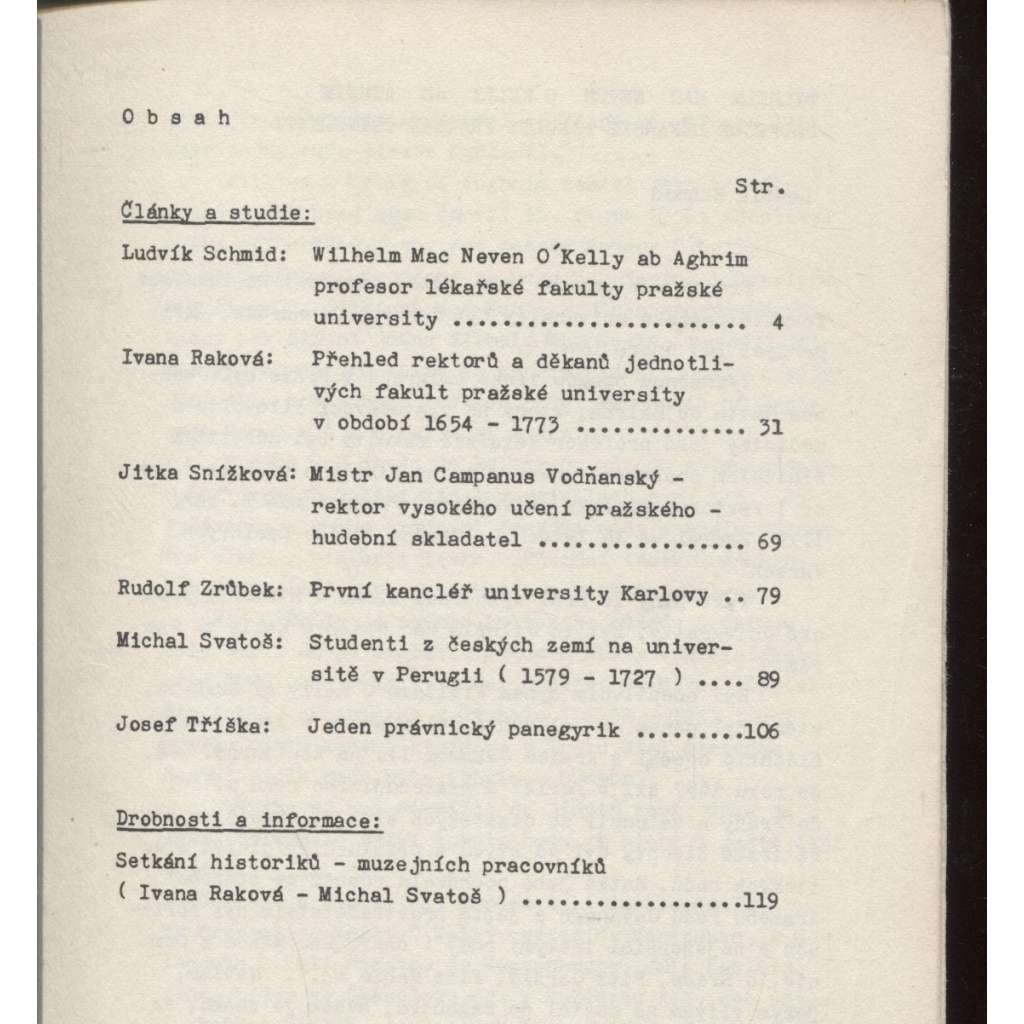 O b s a h
Str.
Články a studie:
Ludvík Schmid: Wilhelm Mac Neven O´Kelly ab Aghrim
profesor lékařské fakulty pražské
university ......................... 4
Ivana Raková: Přehled rektorů a děkanů jednotli-
vých fakult pražské university
v období 1654 - 1773 ............... 31
Jitka Snížková: Mistr Jan Campanus Vodňanský -
rektor vysokého učení pražského -
hudební skladatel .................. 69
Rudolf Zrůbek: První kancléř university Karlovy .. 79
Michal Svatoš: Studenti z českých zemí na univer-
sitě v Perugii ( 1579 - 1727 ) .... 89
Josef Tříška: Jeden právnický panegyrik .........106
Drobnosti a informace:
Setkání historiků - muzejních pracovníků
( Ivana Raková - Michal Svatoš ) ...................119